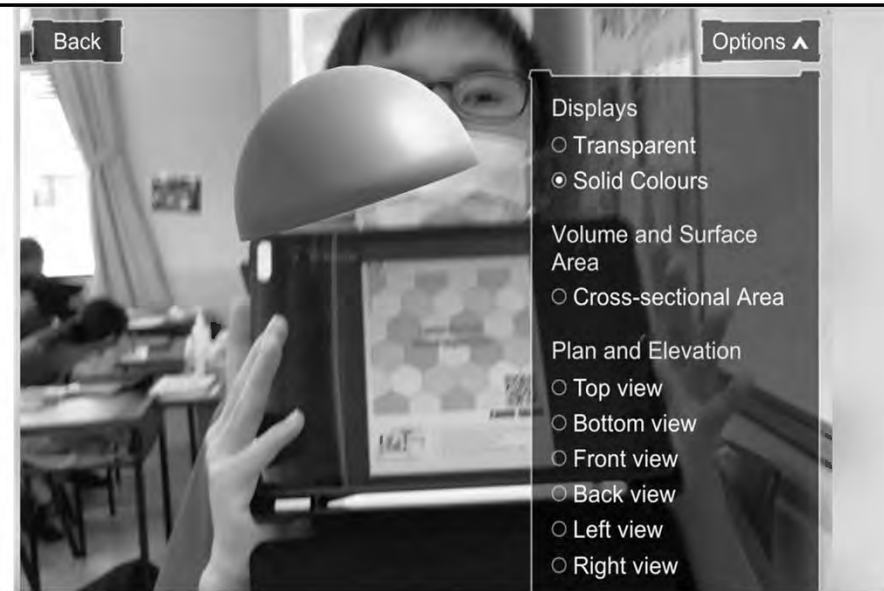 Back
Options
Displays
Transparent
Solid Colours
Volume and Surface
Area
Cross-sectional Area
Plan and Elevation
Top view
Bottom view
Front view
Back view
Left view
Right view